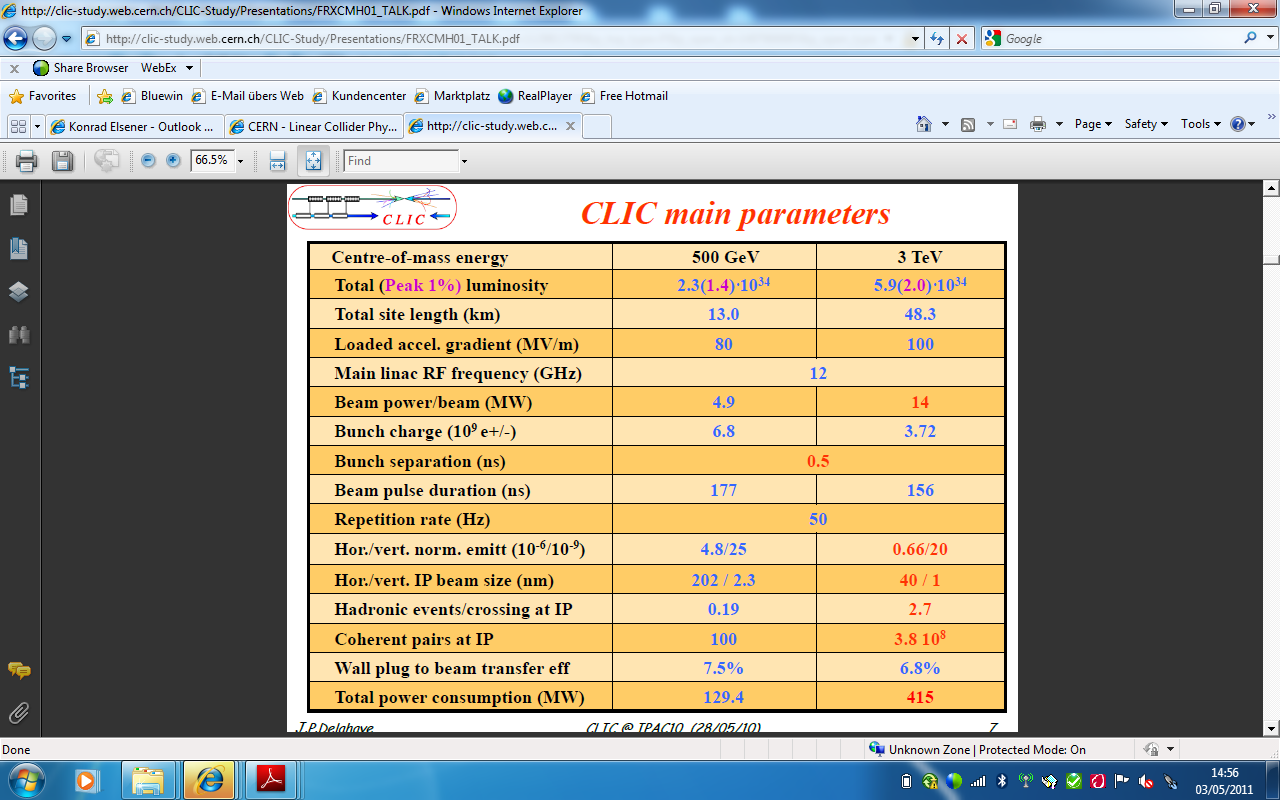 http://clic-study.web.cern.ch/CLIC-Study/Presentations/FRXCMH01_TALK.pdf - Windows Internet Explorer
http://clic-study.web.cern.ch/CLIC-Study/Presentations/FRXCMH01_TALK.pdf
Google
x Share Browser WebEx
Favorites Bluewin E-Mail übers Web Kundencenter Marktplatz RealPlayer Free Hotmail
Konrad Elsener - Outlook ... CERN - Linear Collider Phy... http://clic-study.web.c... Page Safety Tools
66.5% Find
CLIC
CLIC main parameters
Centre-of-mass energy 500 GeV 3 TeV
Total (Peak 1%) luminosity 2.3(1.4)·10³⁴ 5.9(2.0)·10³⁴
Total site length (km) 13.0 48.3
Loaded accel. gradient (MV/m) 80 100
Main linac RF frequency (GHz) 12
Beam power/beam (MW) 4.9 14
Bunch charge (10⁹ e+/-) 6.8 3.72
Bunch separation (ns) 0.5
Beam pulse duration (ns) 177 156
Repetition rate (Hz) 50
Hor./vert. norm. emitt (10⁻⁶/10⁻⁹) 4.8/25 0.66/20
Hor./vert. IP beam size (nm) 202 / 2.3 40 / 1
Hadronic events/crossing at IP 0.19 2.7
Coherent pairs at IP 100 3.8 10⁸
Wall plug to beam transfer eff 7.5% 6.8%
Total power consumption (MW) 129.4 415
J.P.Delahaye CLIC @ IPAC10 (28/05/10) 7
Done Unknown Zone | Protected Mode: On
14:56
03/05/2011